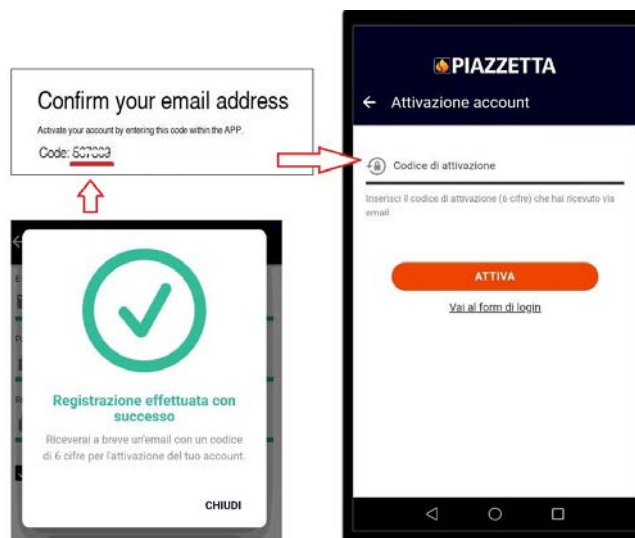 Confirm your email address
Activate your account by entering this code within the APP.
Code:
Registrazione effettuata con
successo
Riceverai a breve un'email con un codice
di 6 cifre per l'attivazione del tuo account.
CHIUDI
PIAZZETTA
Attivazione account
Codice di attivazione
Inserisci il codice di attivazione (6 cifre) che hai ricevuto via
email
ATTIVA
Vai al form di login